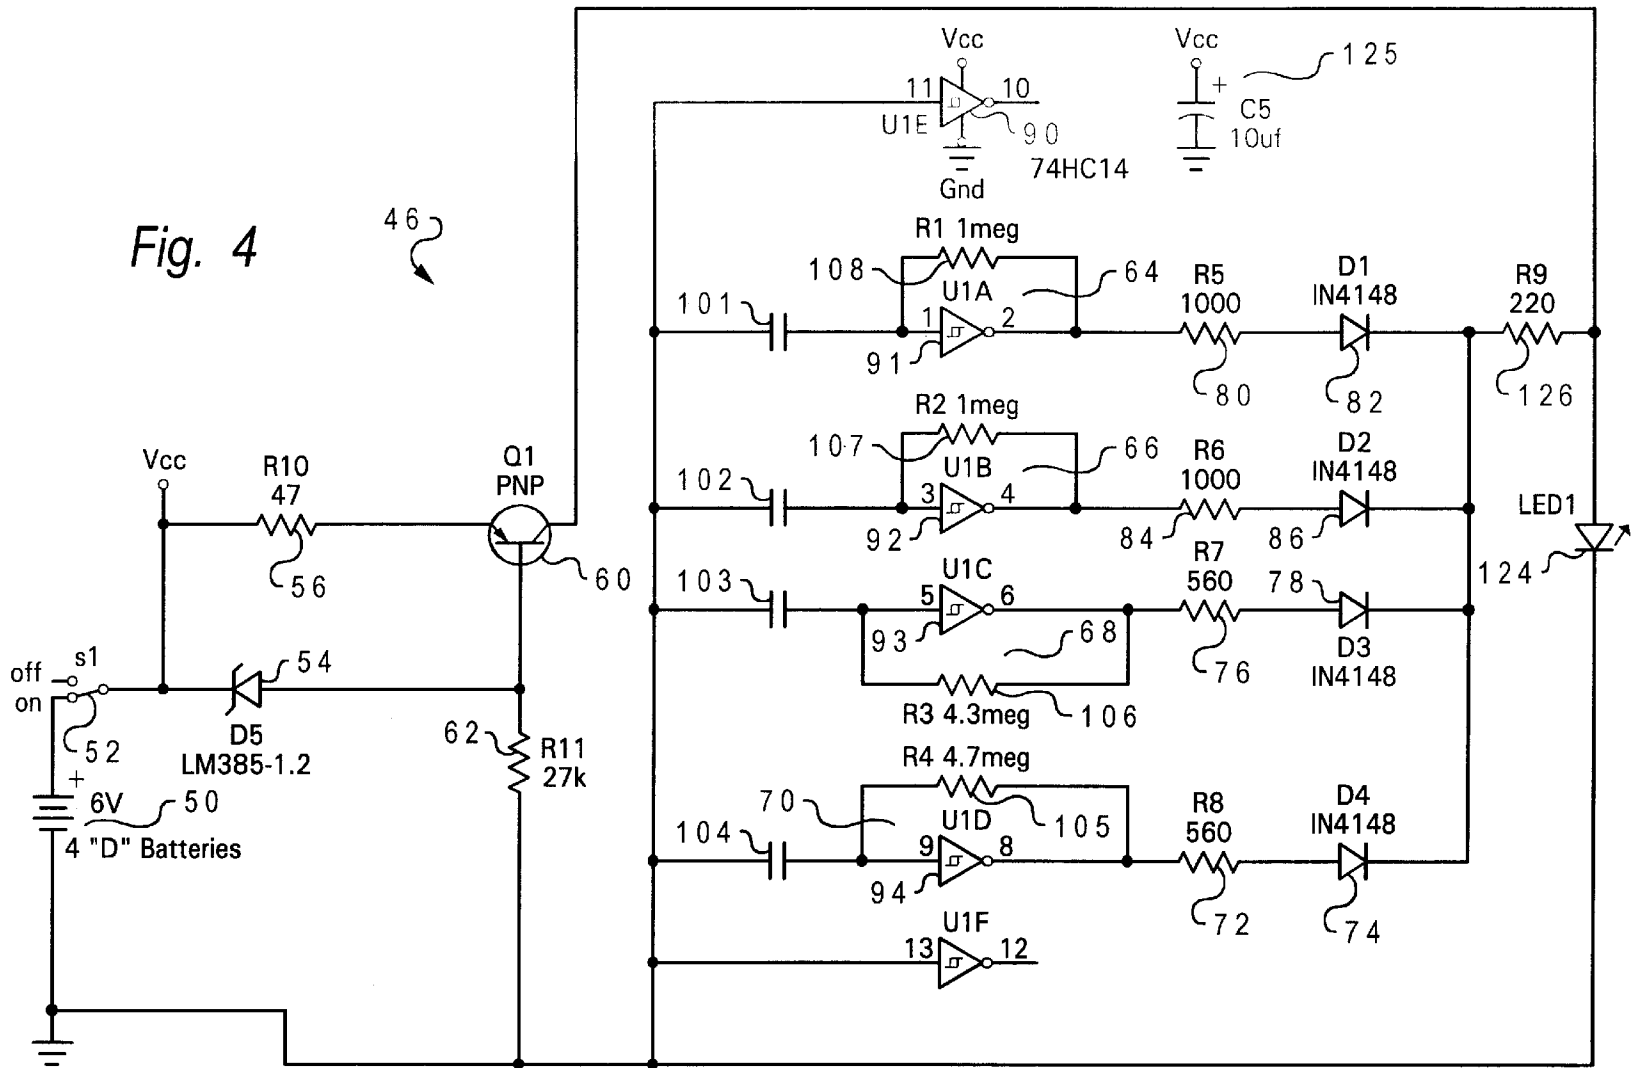 Vcc
Vcc
125
11
10
+
U1E
90
C5
10uf
74HC14
Gnd
Fig. 4
46
R1 1meg
108
U1A
64
R5
1000
D1
IN4148
R9
220
101
1
2
91
80
82
126
R2 1meg
107
U1B
66
R6
1000
D2
IN4148
102
3
4
92
84
86
Vcc
R10
47
Q1
PNP
LED1
56
60
124
103
U1C
5
6
R7
560
78
93
68
76
D3
IN4148
R3 4.3meg
106
off
s1
on
54
52
D5
LM385-1.2
62
R11
27k
+
6V
50
4 "D" Batteries
R4 4.7meg
70
U1D
105
R8
560
D4
IN4148
104
9
8
94
72
74
U1F
13
12